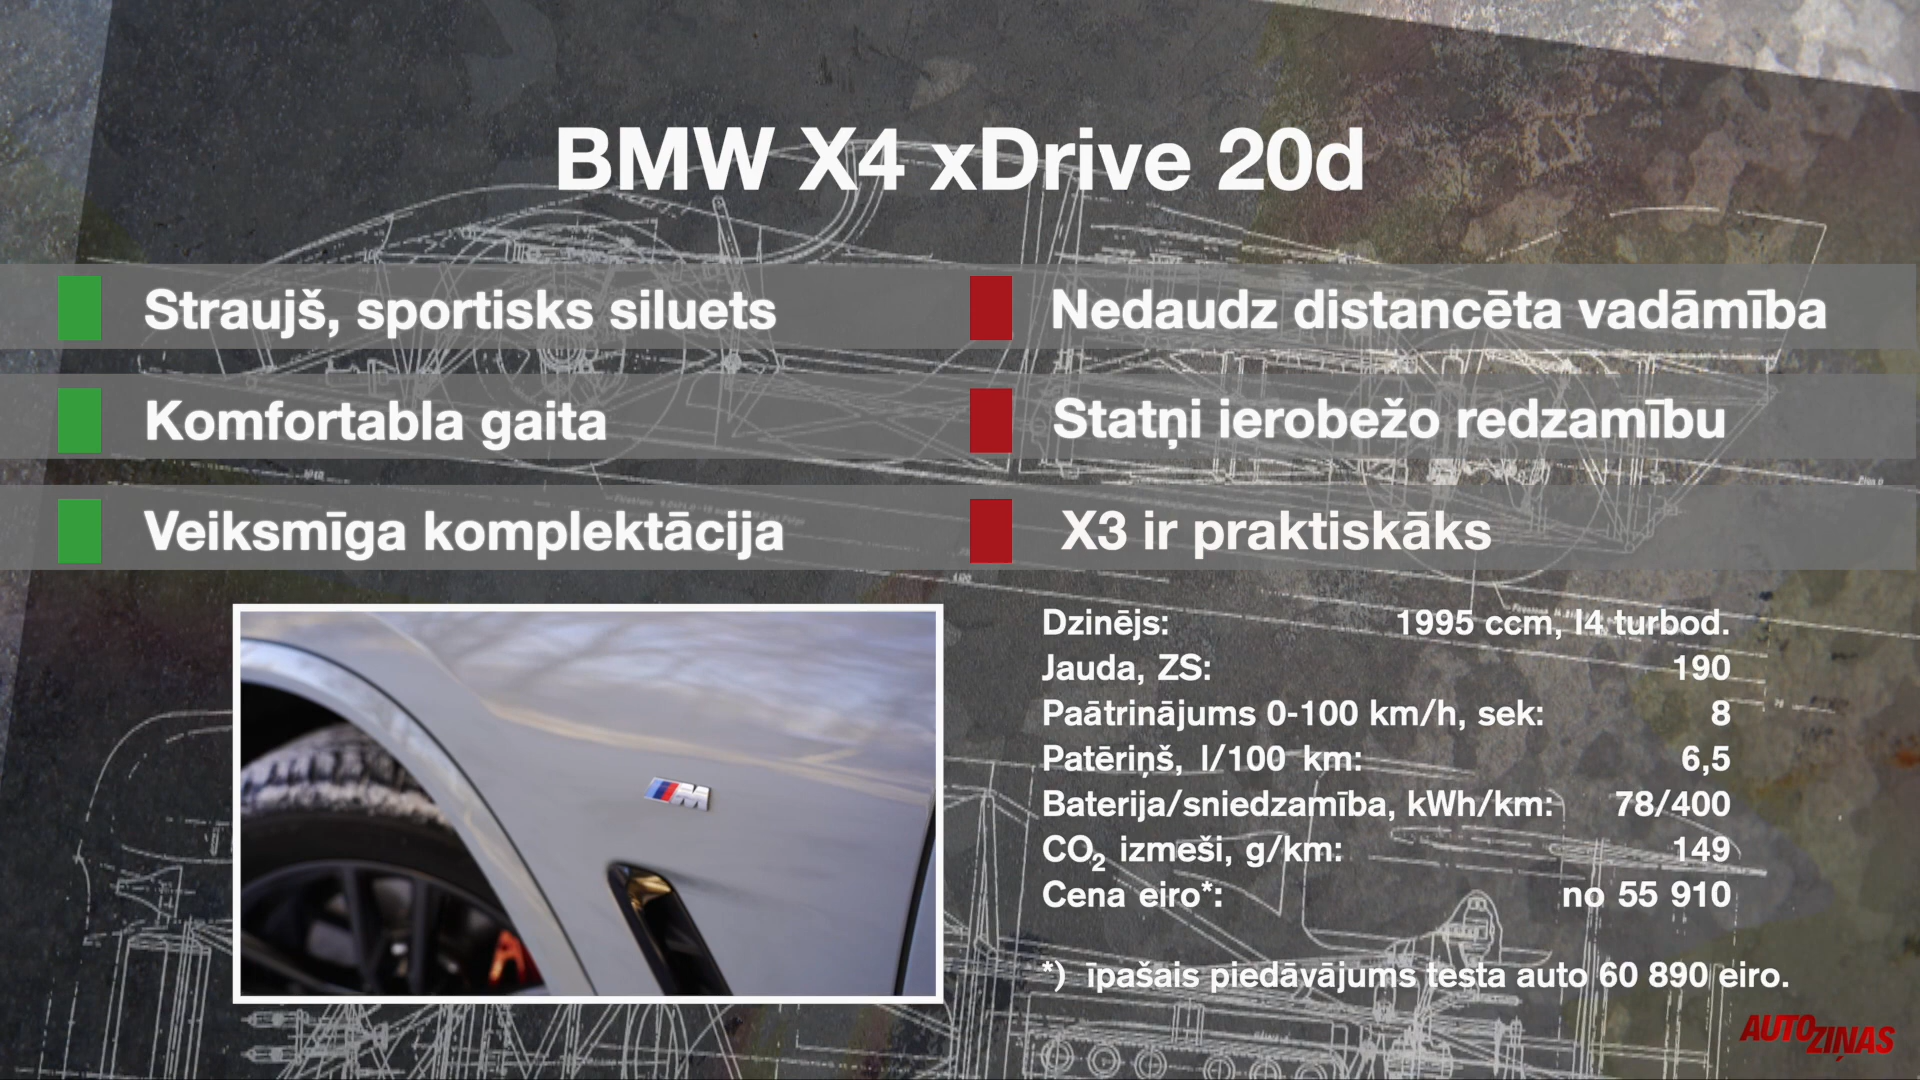 BMW X4 xDrive 20d
Straujš, sportisks siluets
Nedaudz distancēta vadāmība
Komfortabla gaita
Statņi ierobežo redzamību
Veiksmīga komplektācija
X3 ir praktiskāks
Dzinējs: 1995 ccm, I4 turbod.
Jauda, ZS: 190
Paātrinājums 0-100 km/h, sek: 8
Patēriņš, l/100 km: 6,5
Baterija/sniedzamība, kWh/km: 78/400
CO₂ izmeši, g/km: 149
Cena eiro*: no 55 910
*) īpašais piedāvājums testa auto 60 890 eiro.
M
AUTO ZIŅAS